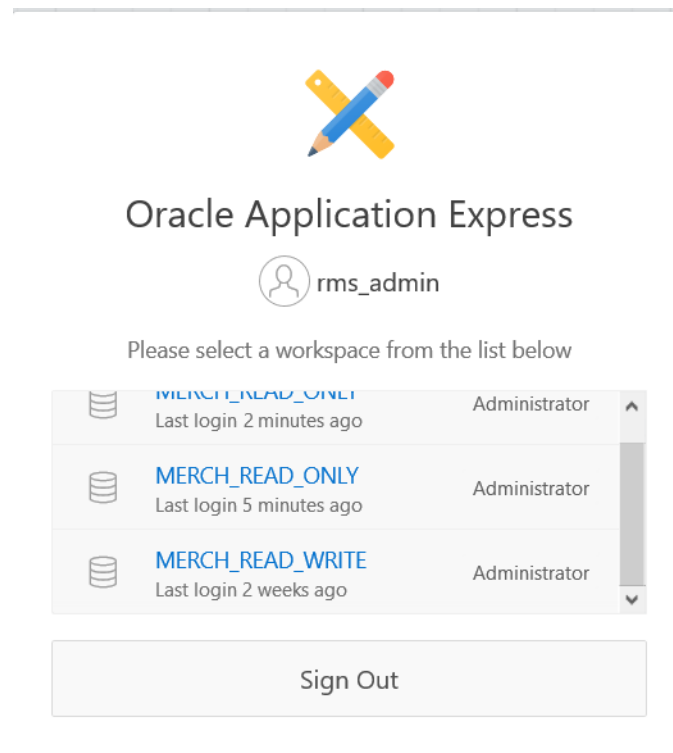 Oracle Application Express
rms_admin
Please select a workspace from the list below
MERCH_READ_ONLY
Last login 2 minutes ago
Administrator
MERCH_READ_ONLY
Last login 5 minutes ago
Administrator
MERCH_READ_WRITE
Last login 2 weeks ago
Administrator
Sign Out